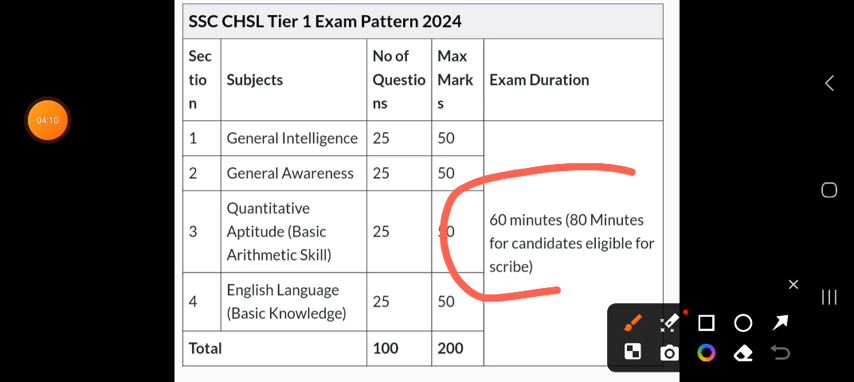 SSC CHSL Tier 1 Exam Pattern 2024
Sec
tio
n
Subjects
No of
Questio
ns
Max
Mark
s
Exam Duration
1 General Intelligence 25 50
2 General Awareness 25 50
3
Quantitative
Aptitude (Basic
Arithmetic Skill)
25
50
60 minutes (80 Minutes
for candidates eligible for
scribe)
4
English Language
(Basic Knowledge)
25 50
Total 100 200
04:10